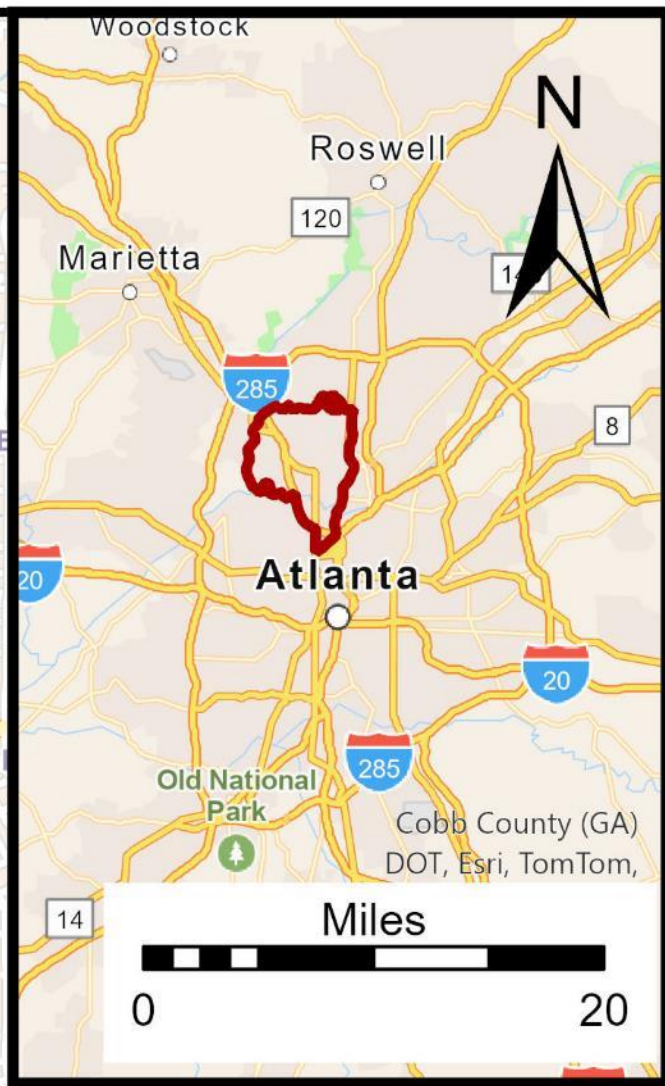 Woodstock
N
Roswell
120
Marietta
285
8
20
Atlanta
20
285
Old National
Park
Cobb County (GA)
DOT, Esri, TomTom,
14
Miles
0
20